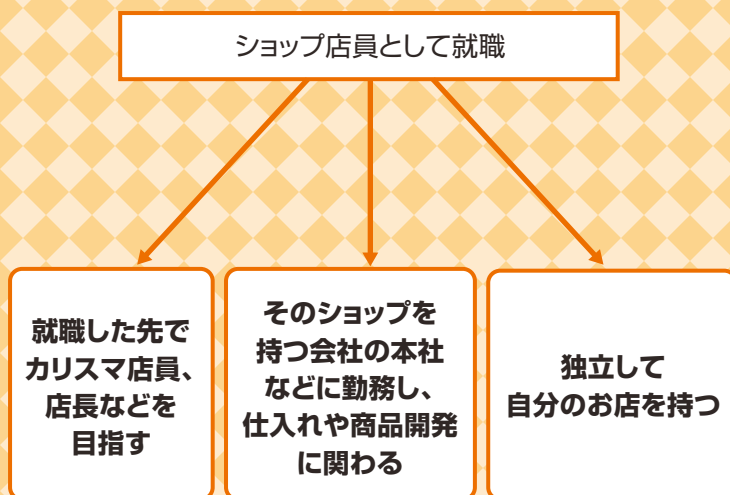 ショップ店員として就職
就職した先で
カリスマ店員、
店長などを
目指す
そのショップを
持つ会社の本社
などに勤務し、
仕入れや商品開発
に関わる
独立して
自分のお店を持つ